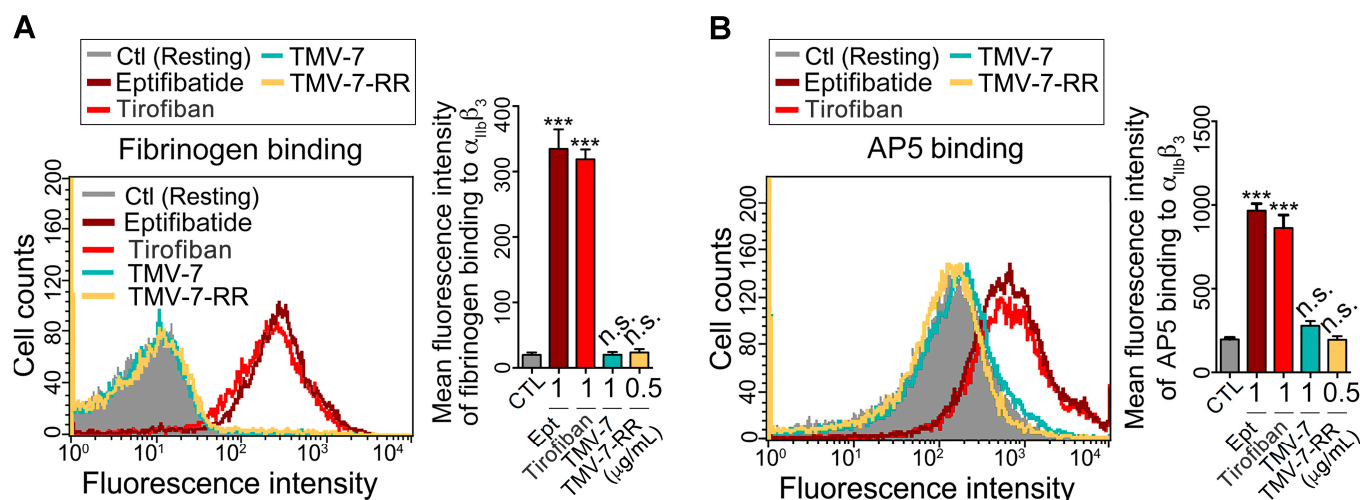 A
Ctl (Resting)
TMV-7
Eptifibatide
TMV-7-RR
Tirofiban
Fibrinogen binding
Cell counts
200
160
120
80
40
0
Ctl (Resting)
Eptifibatide
Tirofiban
TMV-7
TMV-7-RR
10⁰ 10¹ 10² 10³ 10⁴
Fluorescence intensity
Mean fluorescence intensity
of fibrinogen binding to αIIbβ3
400
300
200
100
0
***
***
n.s.
n.s.
CTL 1 1 1 0.5
Ept
Tirofiban
TMV-7
TMV-7-RR
(μg/mL)
B
Ctl (Resting)
TMV-7
Eptifibatide
TMV-7-RR
Tirofiban
AP5 binding
Cell counts
200
160
120
80
40
0
10⁰ 10¹ 10² 10³ 10⁴
Fluorescence intensity
Mean fluorescence intensity
of AP5 binding to αIIbβ3
1500
1000
500
0
***
***
n.s.
n.s.
CTL 1 1 1 0.5
Ept
Tirofiban
TMV-7
TMV-7-RR
(μg/mL)